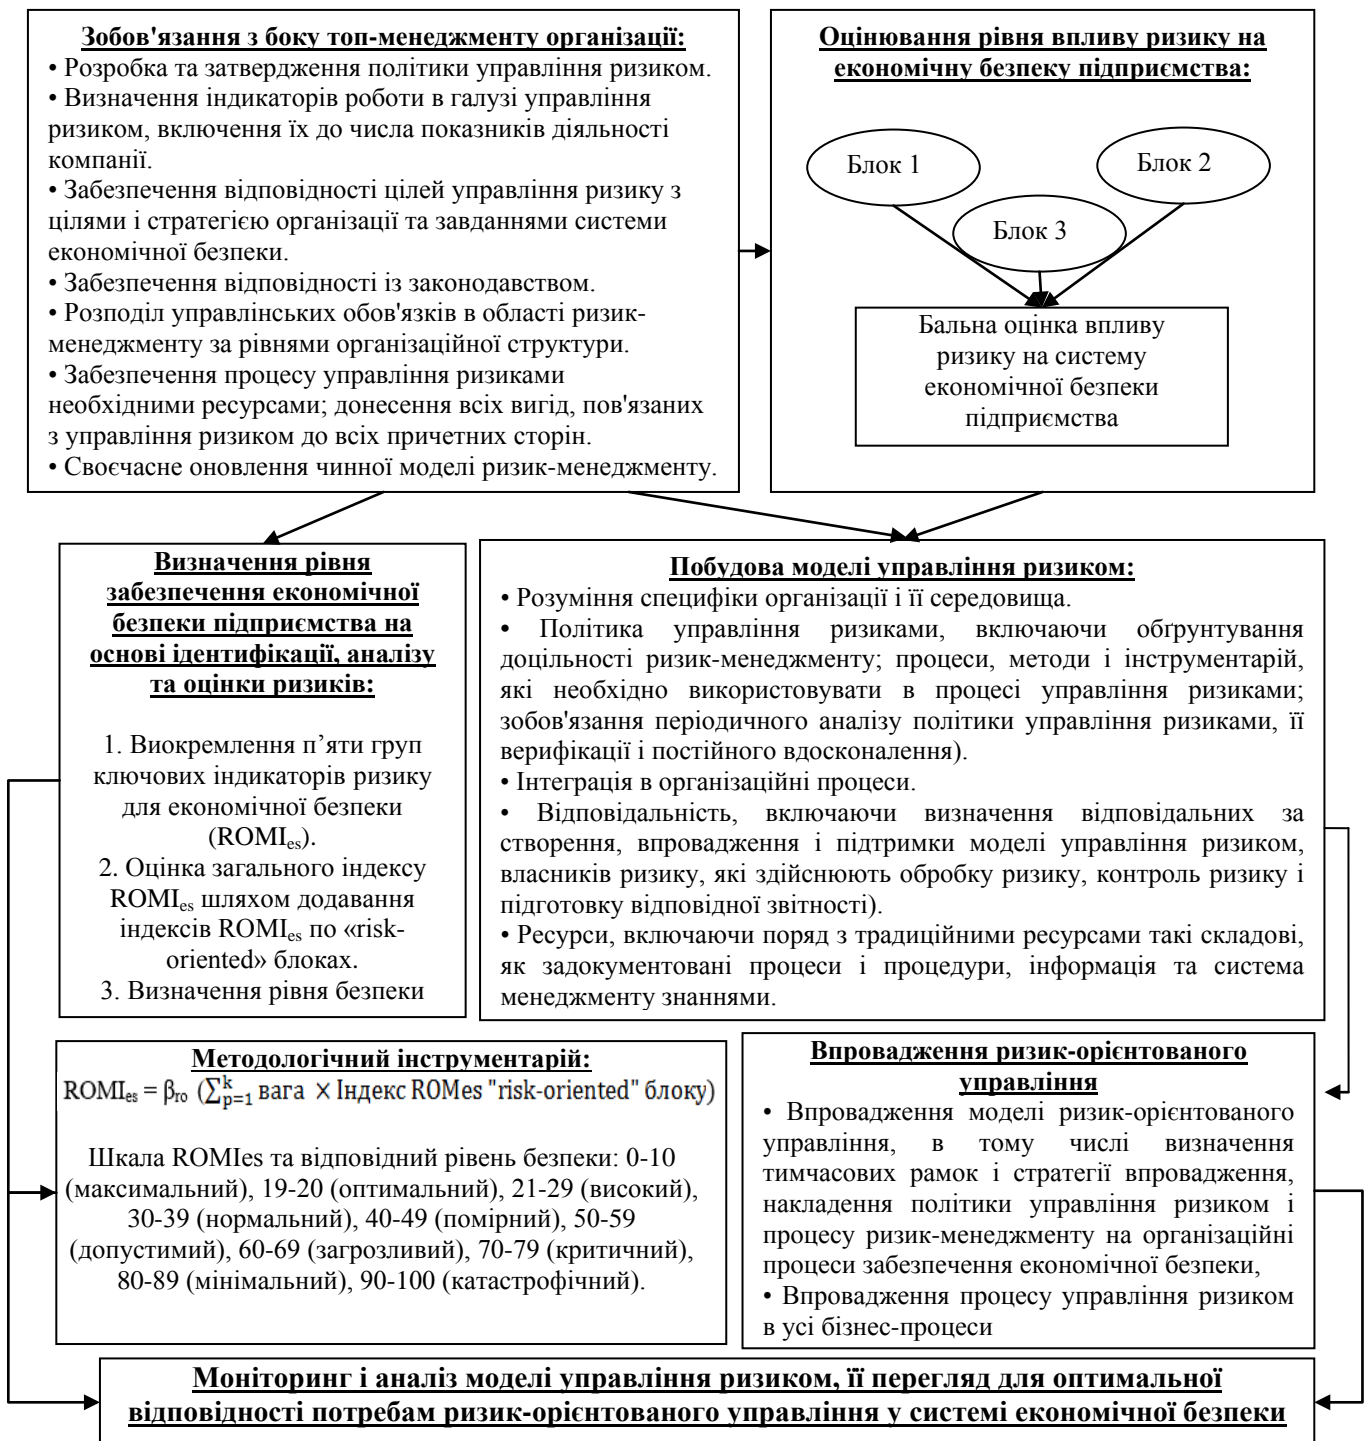 Зобов'язання з боку топ-менеджменту організації:
• Розробка та затвердження політики управління ризиком.
• Визначення індикаторів роботи в галузі управління
ризиком, включення їх до числа показників діяльності
компанії.
• Забезпечення відповідності цілей управління ризику з
цілями і стратегією організації та завданнями системи
економічної безпеки.
• Забезпечення відповідності із законодавством.
• Розподіл управлінських обов'язків в області ризик-
менеджменту за рівнями організаційної структури.
• Забезпечення процесу управління ризиками
необхідними ресурсами; донесення всіх вигід, пов'язаних
з управління ризиком до всіх причетних сторін.
• Своєчасне оновлення чинної моделі ризик-менеджменту.
Оцінювання рівня впливу ризику на
економічну безпеку підприємства:
Блок 1
Блок 2
Блок 3
Бальна оцінка впливу
ризику на систему
економічної безпеки
підприємства
Визначення рівня
забезпечення економічної
безпеки підприємства на
основі ідентифікації, аналізу
та оцінки ризиків:
1. Виокремлення п’яти груп
ключових індикаторів ризику
для економічної безпеки
(ROMIes).
2. Оцінка загального індексу
ROMIes шляхом додавання
індексів ROMIes по «risk-
oriented» блоках.
3. Визначення рівня безпеки
Побудова моделі управління ризиком:
• Розуміння специфіки організації і її середовища.
• Політика управління ризиками, включаючи обґрунтування
доцільності ризик-менеджменту; процеси, методи і інструментарій,
які необхідно використовувати в процесі управління ризиками;
зобов'язання періодичного аналізу політики управління ризиками, її
верифікації і постійного вдосконалення).
• Інтеграція в організаційні процеси.
• Відповідальність, включаючи визначення відповідальних за
створення, впровадження і підтримки моделі управління ризиком,
власників ризику, які здійснюють обробку ризику, контроль ризику і
підготовку відповідної звітності).
• Ресурси, включаючи поряд з традиційними ресурсами такі складові,
як задокументовані процеси і процедури, інформація та система
менеджменту знаннями.
Методологічний інструментарій:
ROMIes = βro (∑ᵏp=1 вага × Індекс ROMes "risk-oriented" блоку)
Шкала ROMIes та відповідний рівень безпеки: 0-10
(максимальний), 19-20 (оптимальний), 21-29 (високий),
30-39 (нормальний), 40-49 (помірний), 50-59
(допустимий), 60-69 (загрозливий), 70-79 (критичний),
80-89 (мінімальний), 90-100 (катастрофічний).
Впровадження ризик-орієнтованого
управління
• Впровадження моделі ризик-орієнтованого
управління, в тому числі визначення
тимчасових рамок і стратегії впровадження,
накладення політики управління ризиком і
процесу ризик-менеджменту на організаційні
процеси забезпечення економічної безпеки,
• Впровадження процесу управління ризиком
в усі бізнес-процеси
Моніторинг і аналіз моделі управління ризиком, її перегляд для оптимальної
відповідності потребам ризик-орієнтованого управління у системі економічної безпеки